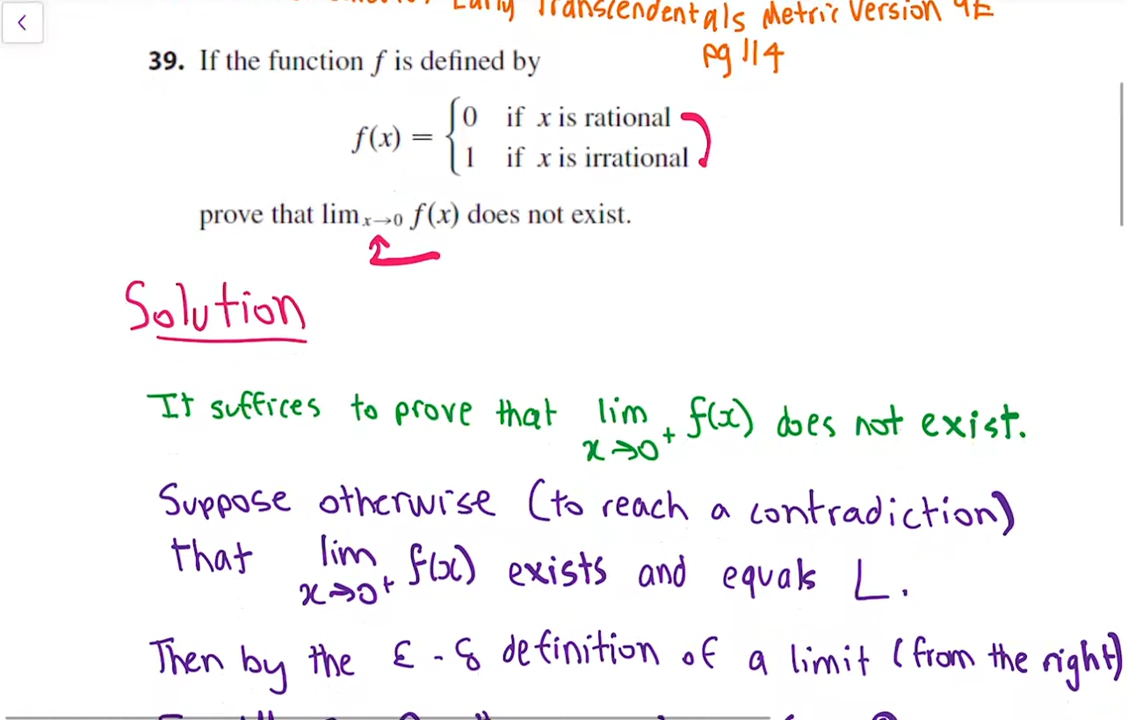 Early Transcendentals Metric Version 9E
pg 114
39. If the function f is defined by
f(x) = {0 if x is rational
1 if x is irrational
prove that lim x→0 f(x) does not exist.
Solution
It suffices to prove that lim x→0⁺ f(x) does not exist.
Suppose otherwise (to reach a contradiction)
that lim x→0⁺ f(x) exists and equals L.
Then by the ε-δ definition of a limit (from the right)